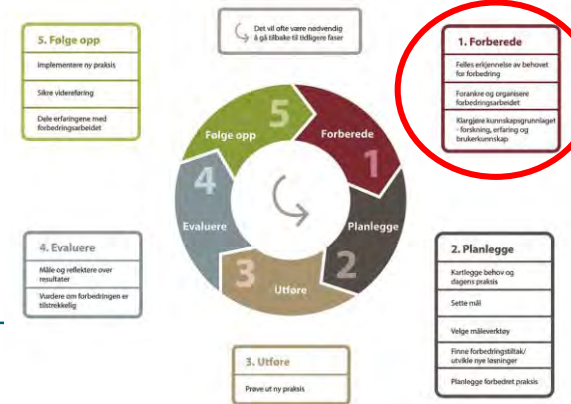 5. Følge opp
Implementere ny praksis
Sikre videreføring
Dele erfaringene med
forbedringsarbeidet
Det vil ofte være nødvendig
å gå tilbake til tidligere faser
1. Forberede
Felles erkjennelse av behovet
for forbedring
Forankre og organisere
forbedringsarbeidet
Klargjøre kunnskapsgrunnlaget
- forskning, erfaring og
brukerkunnskap
5
Følge opp
Forberede
1
4
Evaluere
Planlegge
2
3
Utføre
4. Evaluere
Måle og reflektere over
resultater
Vurdere om forbedringen er
tilstrekkelig
2. Planlegge
Kartlegge behov og
dagens praksis
Sette mål
Velge måleverktøy
Finne forbedringstiltak/
utvikle nye løsninger
Planlegge forbedret praksis
3. Utføre
Prøve ut ny praksis